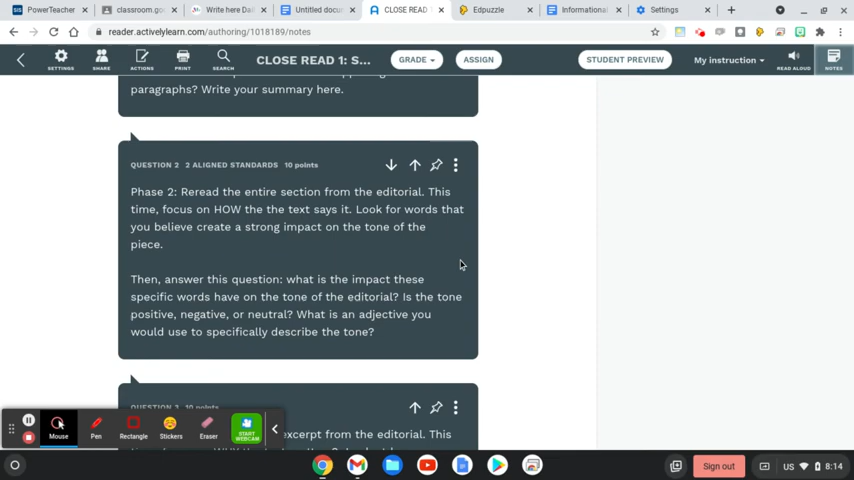 PowerTeacher
classroom.goo
Write here Dail
Untitled docum
CLOSE READ 1:
Edpuzzle
Informational
Settings
reader.activelylearn.com/authoring/1018189/notes
SETTINGS
SHARE
ACTIONS
PRINT
SEARCH
CLOSE READ 1: S...
GRADE
ASSIGN
STUDENT PREVIEW
My instruction
READ ALOUD
NOTES
paragraphs? Write your summary here.
QUESTION 2 2 ALIGNED STANDARDS 10 points
Phase 2: Reread the entire section from the editorial. This
time, focus on HOW the the text says it. Look for words that
you believe create a strong impact on the tone of the
piece.
Then, answer this question: what is the impact these
specific words have on the tone of the editorial? Is the tone
positive, negative, or neutral? What is an adjective you
would use to specifically describe the tone?
QUESTION 3 10 points
excerpt from the editorial. This
Mouse
Pen
Rectangle
Stickers
Eraser
START
WEBCAM
Sign out
US
8:14